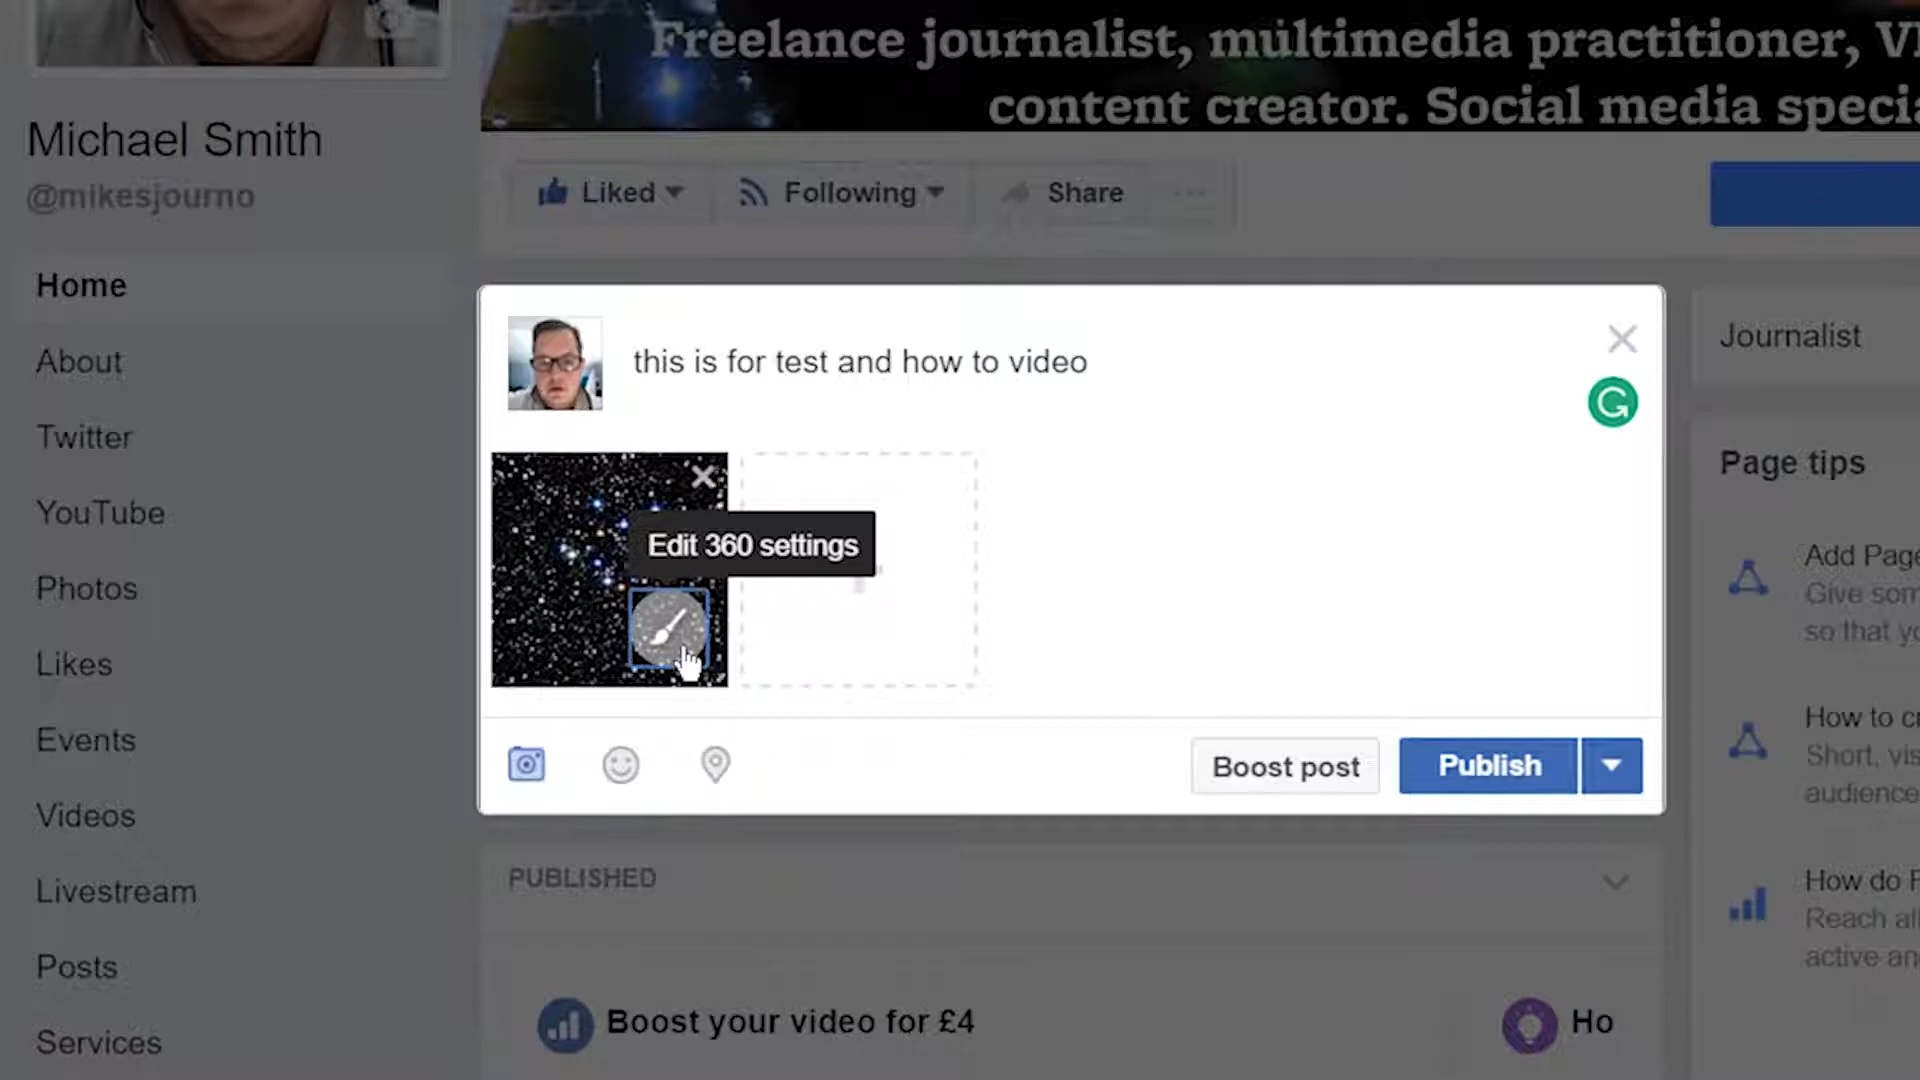 Freelance journalist, multimedia practitioner,
content creator. Social media
Michael Smith
@mikesjourno
Liked
Following
Share
Home
About
Twitter
YouTube
Photos
Likes
Events
Videos
Livestream
Posts
Services
this is for test and how to video
Edit 360 settings
Boost post
Publish
PUBLISHED
Boost your video for £4
Ho
Journalist
Page tips
Add Page
Give som
so that yo
How to cr
Short, vis
audience
How do F
Reach all
active an